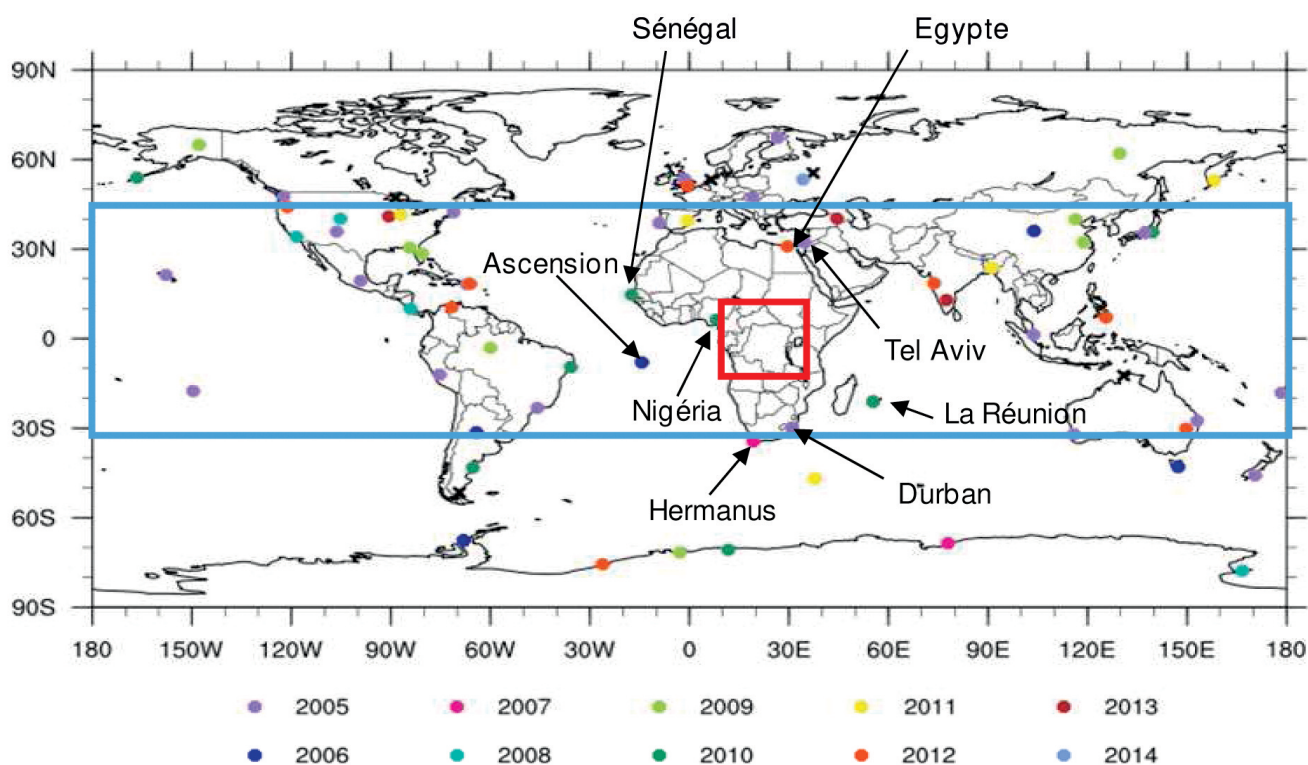 Sénégal
Egypte
90N
60N
30N
0
30S
60S
90S
Ascension
Tel Aviv
Nigéria
La Réunion
Durban
Hermanus
180 150W 120W 90W 60W 30W 0 30E 60E 90E 120E 150E 180
2005 2007 2009 2011 2013
2006 2008 2010 2012 2014